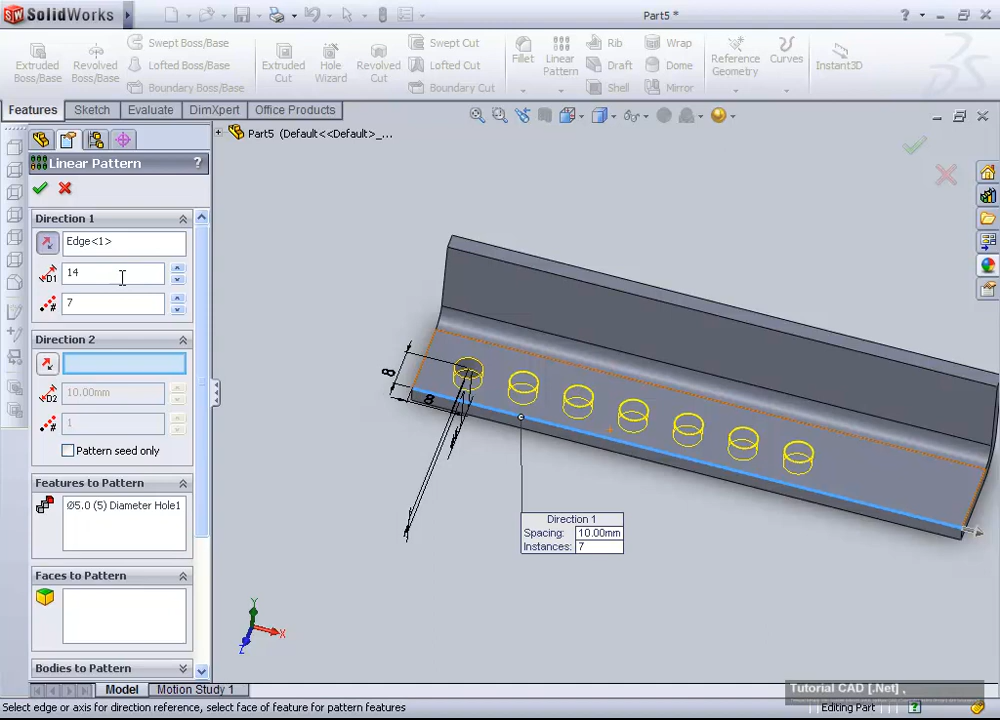 SolidWorks
Part5 *
?
Extruded Boss/Base
Revolved Boss/Base
Swept Boss/Base
Lofted Boss/Base
Boundary Boss/Base
Extruded Cut
Hole Wizard
Revolved Cut
Swept Cut
Lofted Cut
Boundary Cut
Fillet
Linear Pattern
Rib
Draft
Shell
Wrap
Dome
Mirror
Reference Geometry
Curves
Instant3D
Features
Sketch
Evaluate
DimXpert
Office Products
Part5 (Default<<Default>_...
Linear Pattern
?
Direction 1
Edge<1>
D1
14
#
7
Direction 2
D2
10.00mm
#
1
Pattern seed only
Features to Pattern
Ø5.0 (5) Diameter Hole1
Faces to Pattern
Bodies to Pattern
8
8
Direction 1
Spacing: 10.00mm
Instances: 7
Y
X
Z
Model
Motion Study 1
Tutorial CAD [.Net] ,
Select edge or axis for direction reference, select face of feature for pattern features
Editing Part
?